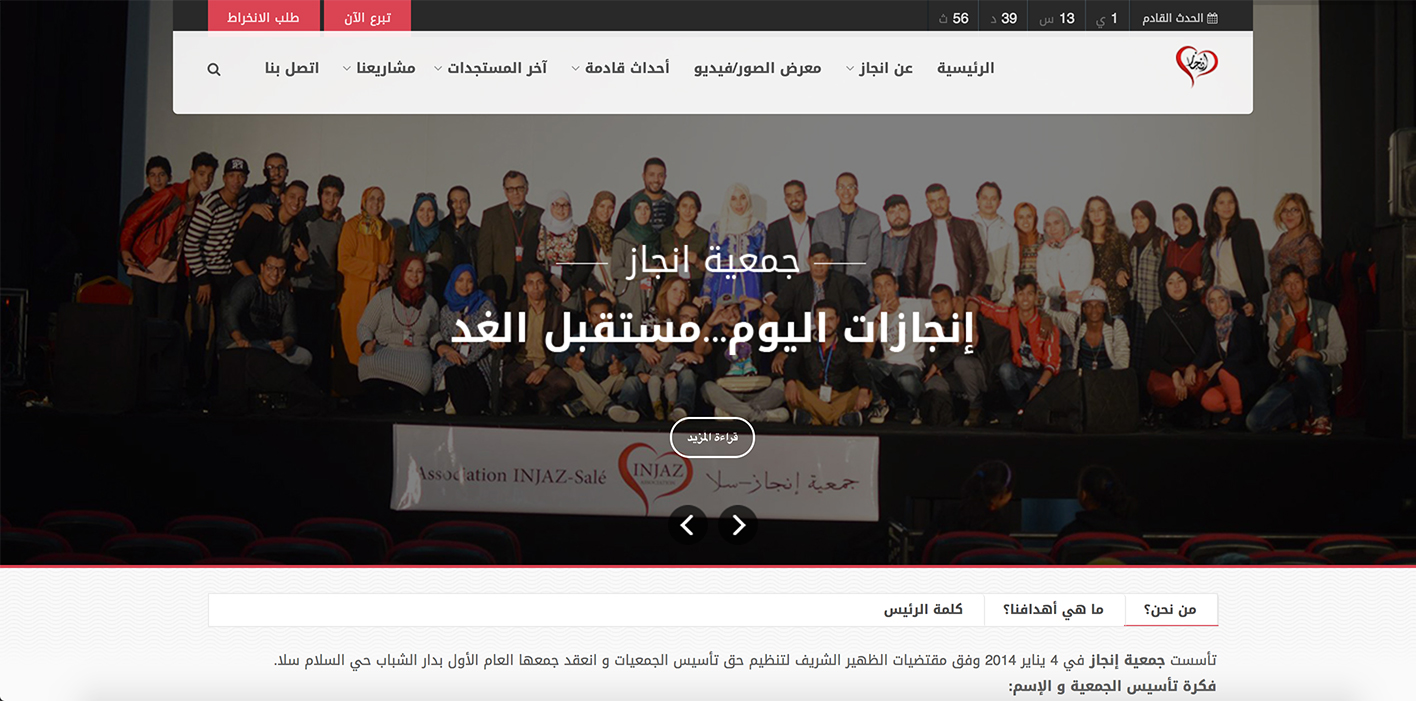 الحدث القادم 1 ي 13 س 39 د 56 ث تبرع الآن طلب الانخراط
انجاز
الرئيسية عن انجاز معرض الصور/فيديو أحداث قادمة آخر المستجدات مشاريعنا اتصل بنا
جمعية انجاز
إنجازات اليوم...مستقبل الغد
قراءة المزيد
Association INJAZ-Salé INJAZ ASSOCIATION جمعية إنجاز-سلا
من نحن؟ ما هي أهدافنا؟ كلمة الرئيس
تأسست جمعية إنجاز في 4 يناير 2014 وفق مقتضيات الظهير الشريف لتنظيم حق تأسيس الجمعيات و انعقد جمعها العام الأول بدار الشباب حي السلام سلا.
فكرة تأسيس الجمعية و الإسم: